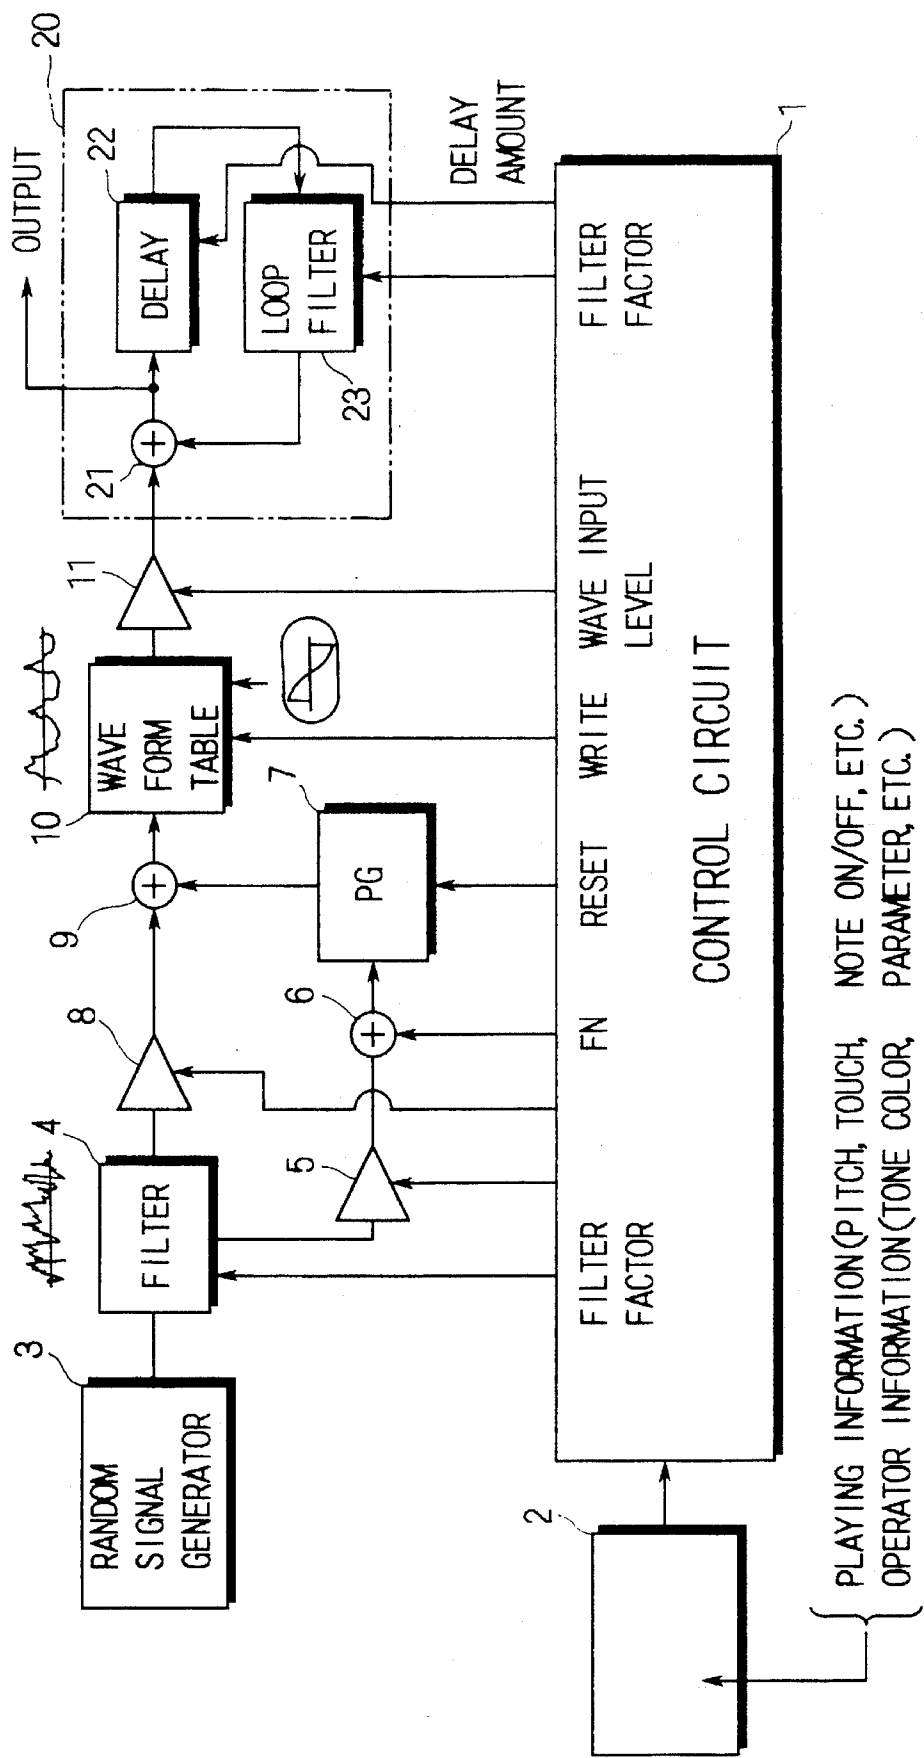 OUTPUT
20
22
DELAY
21
LOOP
FILTER
23
DELAY
AMOUNT
11
WAVE
FORM
TABLE
10
9
8
4
FILTER
3
RANDOM
SIGNAL
GENERATOR
5
6
7
PG
FILTER
FACTOR
FN
RESET
WRITE
WAVE INPUT
LEVEL
FILTER
FACTOR
CONTROL CIRCUIT
1
2
PLAYING INFORMATION(PITCH, TOUCH, NOTE ON/OFF, ETC.)
OPERATOR INFORMATION(TONE COLOR, PARAMETER, ETC.)